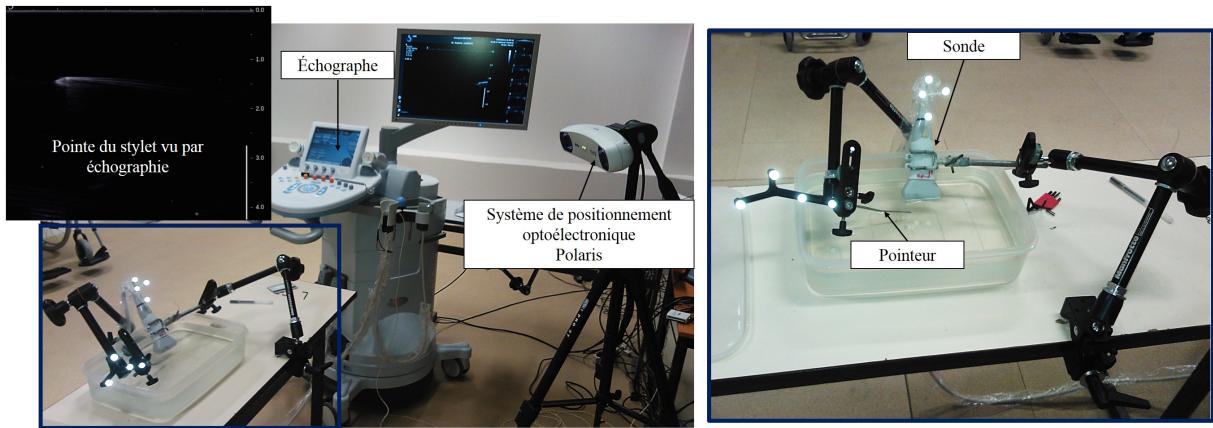 0.0
1.0
2.0
Pointe du stylet vu par
échographie
3.0
4.0
Échographe
Système de positionnement
optoélectronique
Polaris
Sonde
Pointeur
Manfrotto